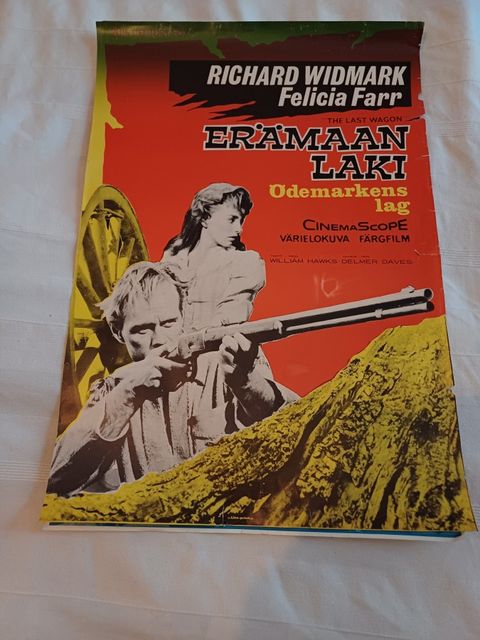 RICHARD WIDMARK
Felicia Farr
THE LAST WAGON
ERÄMAAN
LAKI
Ödemarkens
lag
CINEMASCOPE
VÄRIELOKUVA FÄRGFILM
WILLIAM HAWKS DELMER DAVES